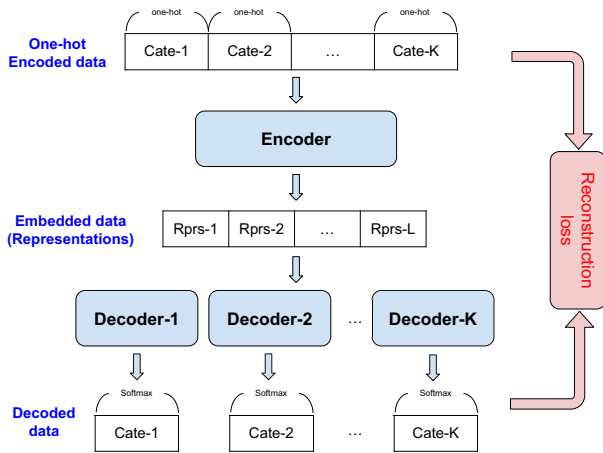 one-hot one-hot one-hot
One-hot
Encoded data
Cate-1 Cate-2 ... Cate-K
Encoder
Embedded data
(Representations)
Rprs-1 Rprs-2 ... Rprs-L
Reconstruction
loss
Decoder-1 Decoder-2 ... Decoder-K
Softmax Softmax Softmax
Decoded
data
Cate-1 Cate-2 ... Cate-K